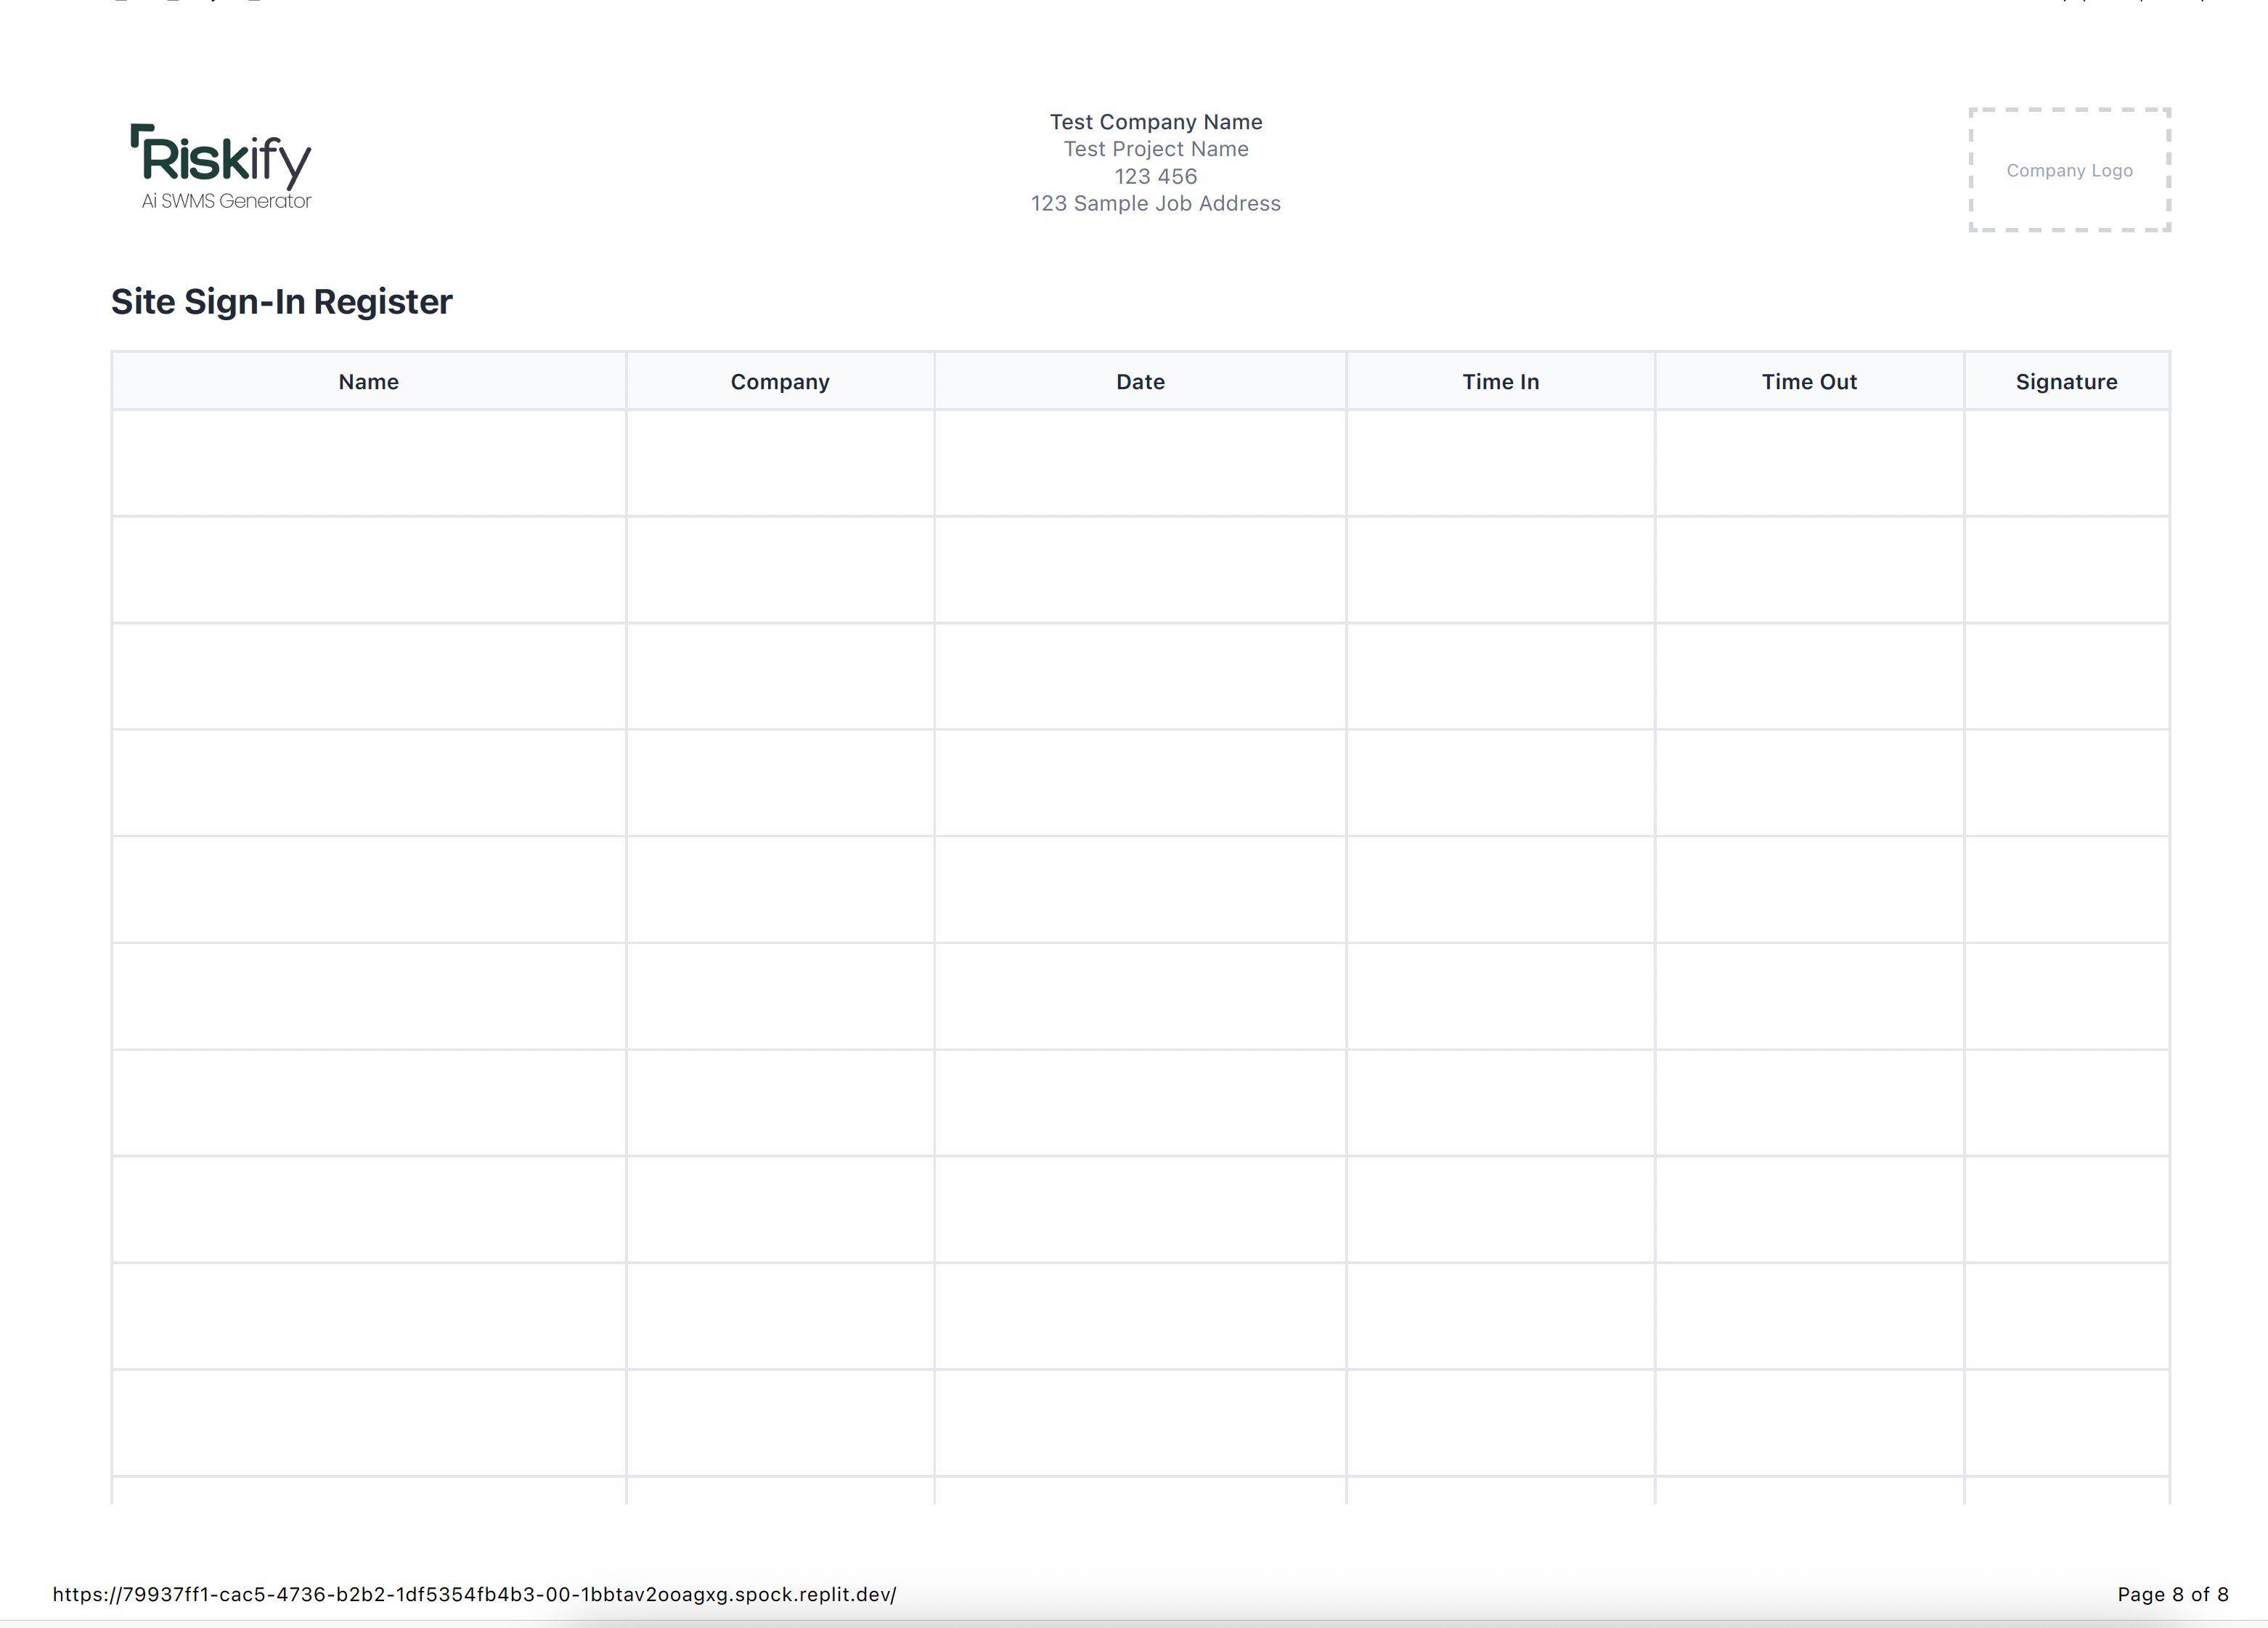 Riskify
Ai SWMS Generator
Test Company Name
Test Project Name
123 456
123 Sample Job Address
Company Logo
Site Sign-In Register
Name Company Date Time In Time Out Signature
https://79937ff1-cac5-4736-b2b2-1df5354fb4b3-00-1bbtav2ooagxg.spock.replit.dev/
Page 8 of 8